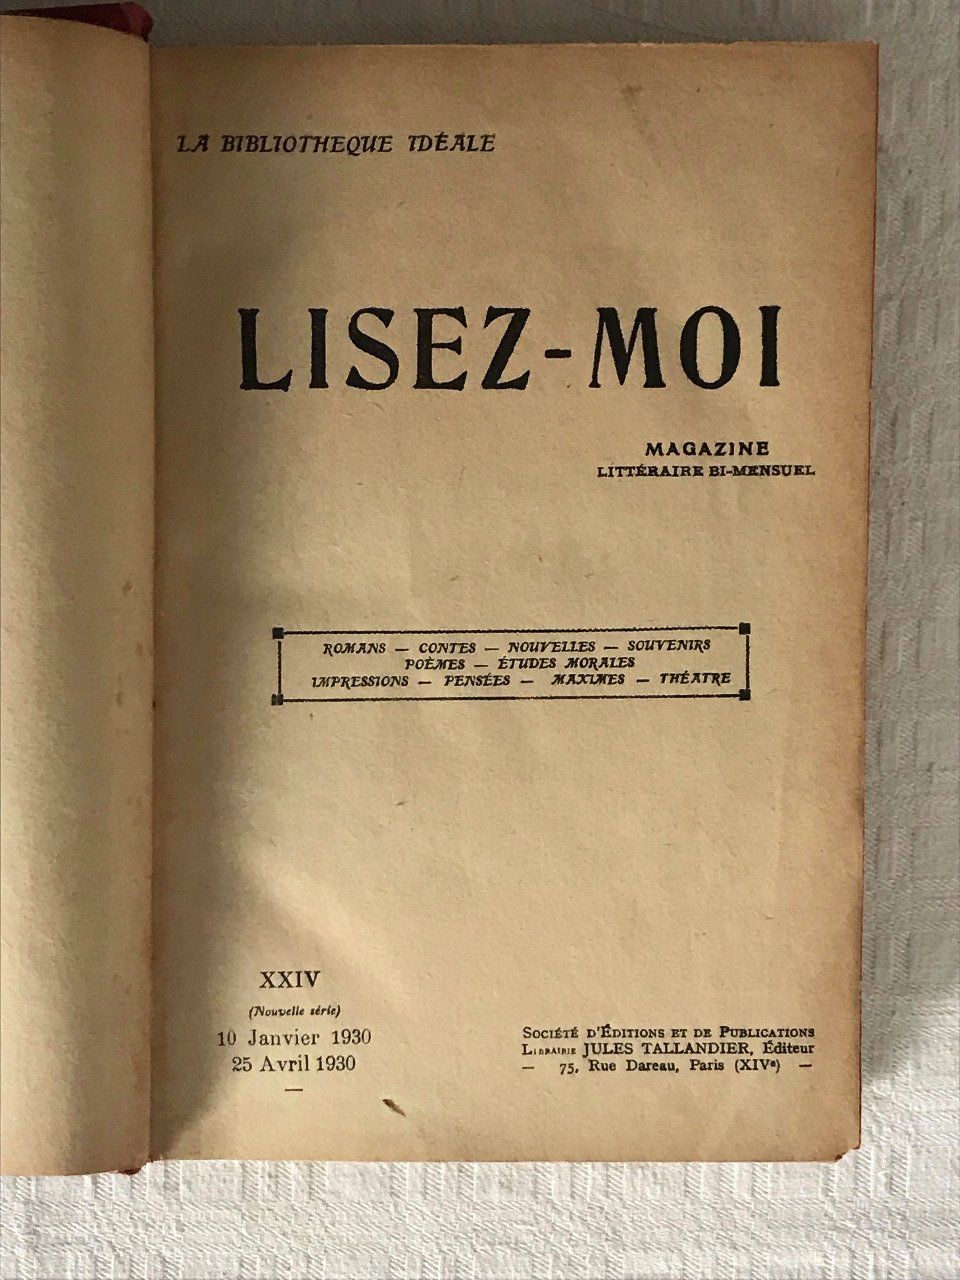 LA BIBLIOTHEQUE IDÉALE
LISEZ-MOI
MAGAZINE
LITTÉRAIRE BI-MENSUEL
ROMANS — CONTES — NOUVELLES — SOUVENIRS
POÈMES — ÉTUDES MORALES
IMPRESSIONS — PENSÉES — MAXIMES — THÉATRE
XXIV
(Nouvelle série)
10 Janvier 1930
25 Avril 1930
—
SOCIÉTÉ D'ÉDITIONS ET DE PUBLICATIONS
LIBRAIRIE JULES TALLANDIER, Éditeur
— 75, Rue Dareau, Paris (XIVe) —